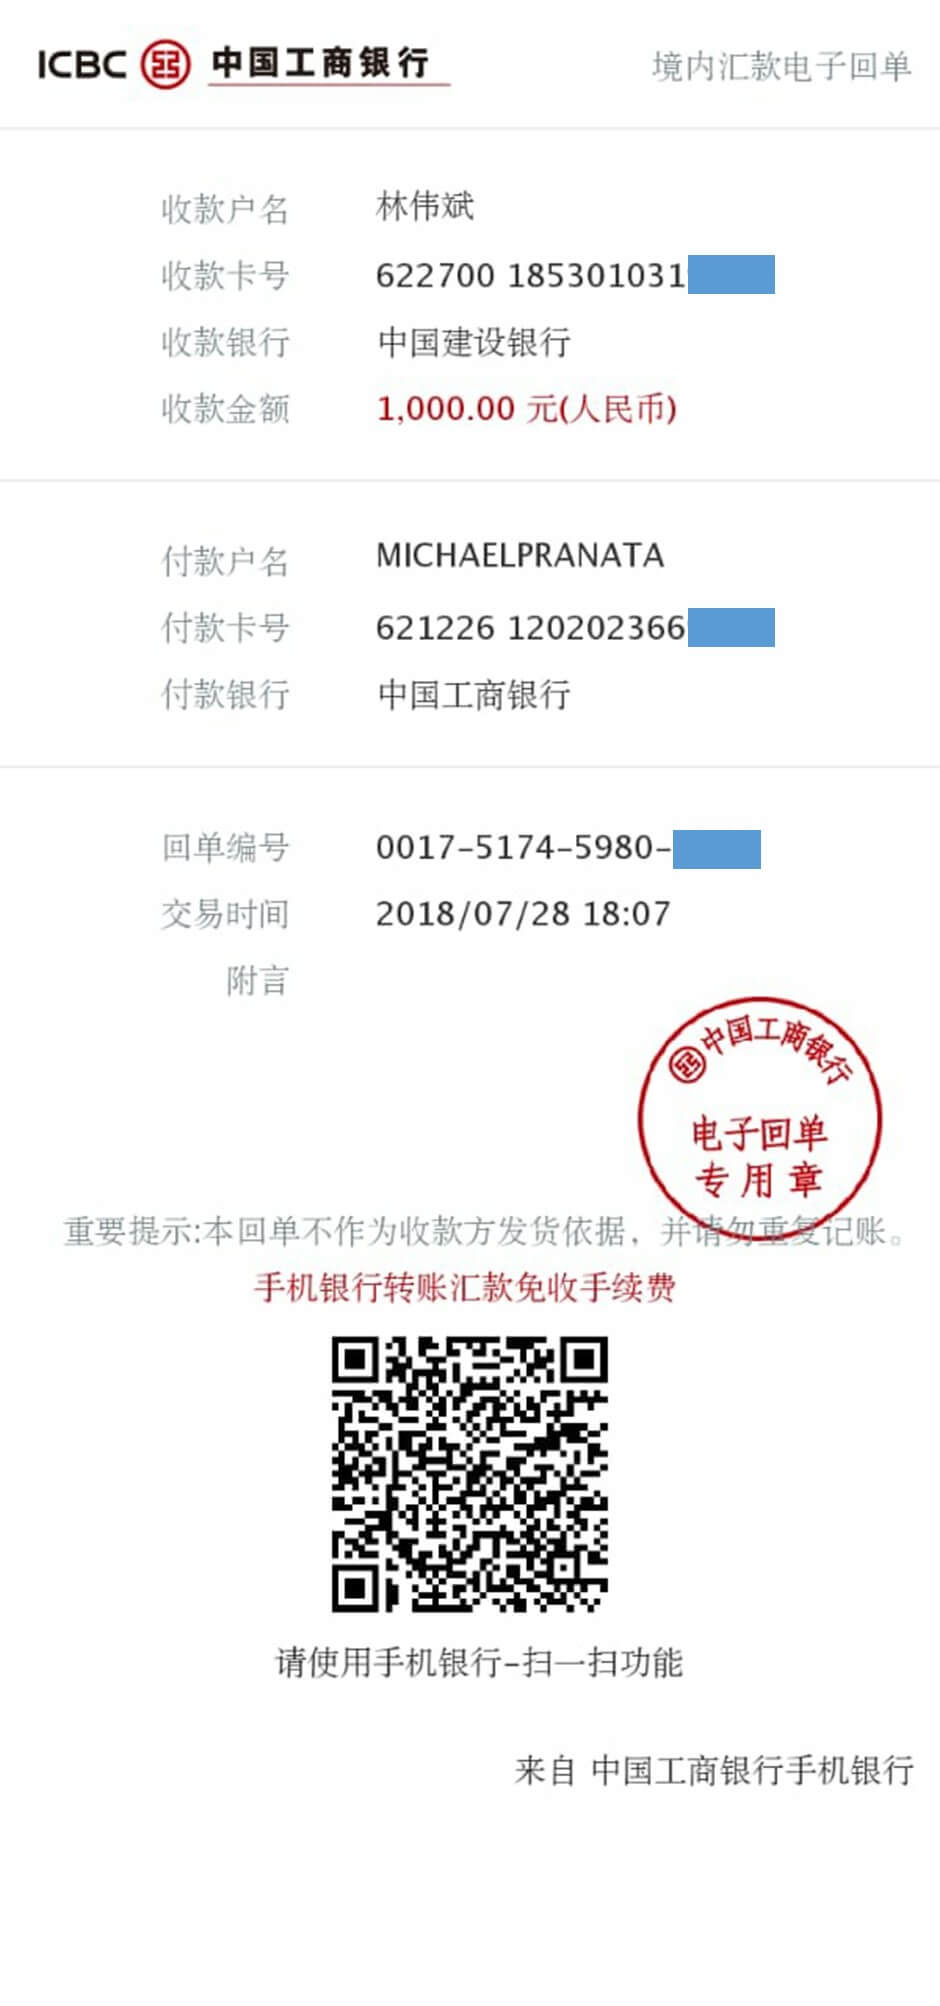 ICBC 中国工商银行 境内汇款电子回单
收款户名 林伟斌
收款卡号 622700 185301031
收款银行 中国建设银行
收款金额 1,000.00 元(人民币)
付款户名 MICHAELPRANATA
付款卡号 621226 120202366
付款银行 中国工商银行
回单编号 0017-5174-5980-
交易时间 2018/07/28 18:07
附言
中国工商银行
电子回单
专用章
重要提示:本回单不作为收款方发货依据，并请勿重复记账。
手机银行转账汇款免收手续费
请使用手机银行-扫一扫功能
来自 中国工商银行手机银行